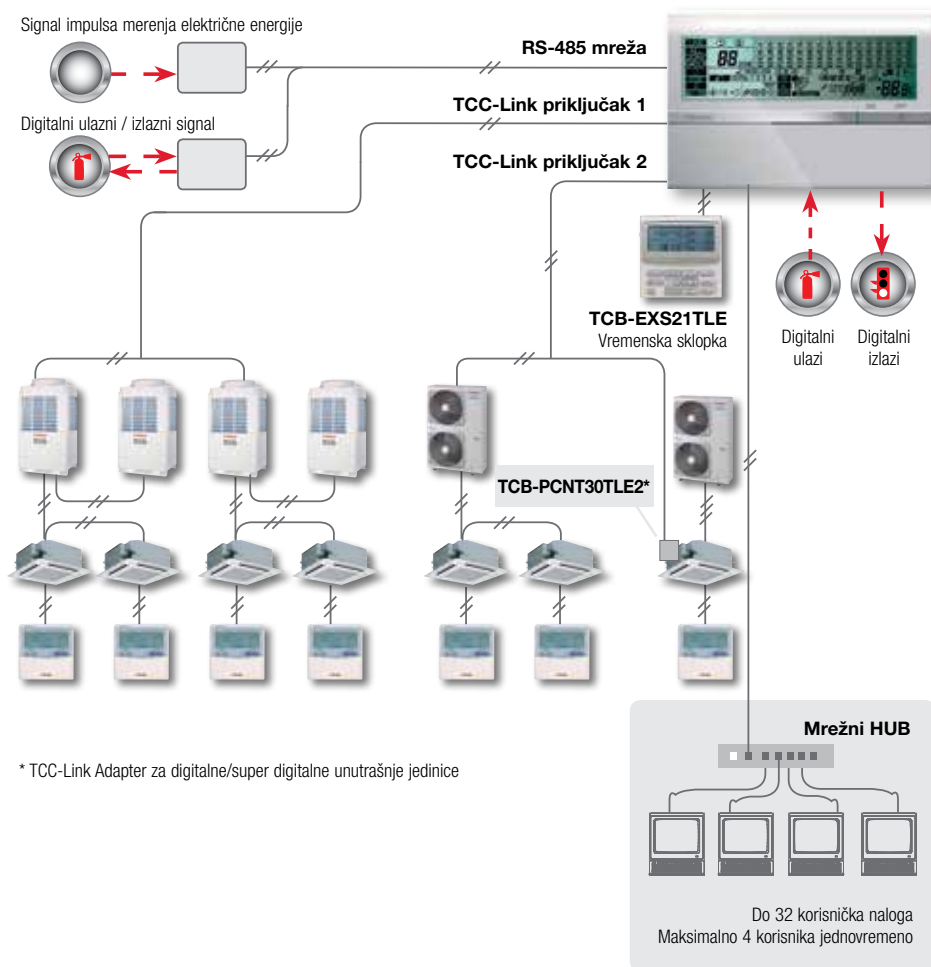 Signal impulsa merenja električne energije
RS-485 mreža
TCC-Link priključak 1
Digitalni ulazni / izlazni signal
TCC-Link priključak 2
TCB-EXS21TLE
Vremenska sklopka
Digitalni
ulazi
Digitalni
izlazi
TCB-PCNT30TLE2*
Mrežni HUB
* TCC-Link Adapter za digitalne/super digitalne unutrašnje jedinice
Do 32 korisnička naloga
Maksimalno 4 korisnika jednovremeno